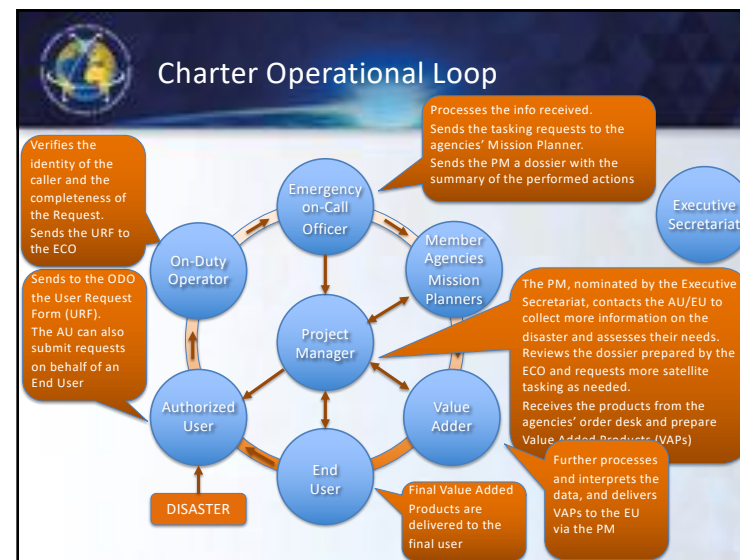 Charter Operational Loop
Processes the info received.
Sends the tasking requests to the
agencies' Mission Planner.
Sends the PM a dossier with the
summary of the performed actions
Verifies the
identity of the
caller and the
completeness of
the Request.
Sends the URF to
the ECO
Emergency
on-Call
Officer
Executive
Secretariat
On-Duty
Operator
Member
Agencies
Mission
Planners
Sends to the ODO
the User Request
Form (URF).
The AU can also
submit requests
on behalf of an
End User
Project
Manager
The PM, nominated by the Executive
Secretariat, contacts the AU/EU to
collect more information on the
disaster and assesses their needs.
Reviews the dossier prepared by the
ECO and requests more satellite
tasking as needed.
Receives the products from the
agencies' order desk and prepare
Value Added Products (VAPs)
Authorized
User
Value
Adder
End
User
Further processes
and interprets the
data, and delivers
VAPs to the EU
via the PM
DISASTER
Final Value Added
Products are
delivered to the
final user